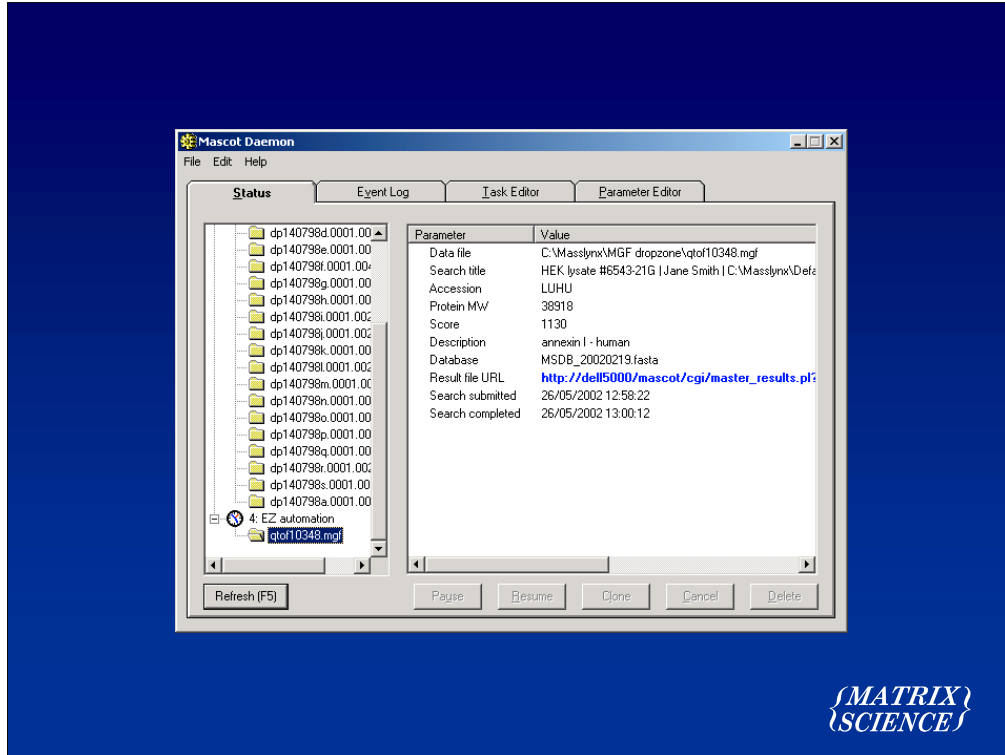 Mascot Daemon
File Edit Help
Status Event Log Task Editor Parameter Editor
dp140798d.0001.00
dp140798e.0001.00
dp140798f.0001.00
dp140798g.0001.00
dp140798h.0001.00
dp140798i.0001.002
dp140798j.0001.002
dp140798k.0001.00
dp140798l.0001.002
dp140798m.0001.00
dp140798n.0001.00
dp140798o.0001.00
dp140798p.0001.00
dp140798q.0001.00
dp140798r.0001.002
dp140798s.0001.00
dp140798a.0001.00
4: EZ automation
qtof10348.mgf
Parameter Value
Data file C:\Masslynx\MGF dropzone\qtof10348.mgf
Search title HEK lysate #6543-21G | Jane Smith | C:\Masslynx\Defa
Accession LUHU
Protein MW 38918
Score 1130
Description annexin I - human
Database MSDB_20020219.fasta
Result file URL http://dell5000/mascot/cgi/master_results.pl?
Search submitted 26/05/2002 12:58:22
Search completed 26/05/2002 13:00:12
Refresh (F5) Pause Resume Clone Cancel Delete
{MATRIX}
{SCIENCE}